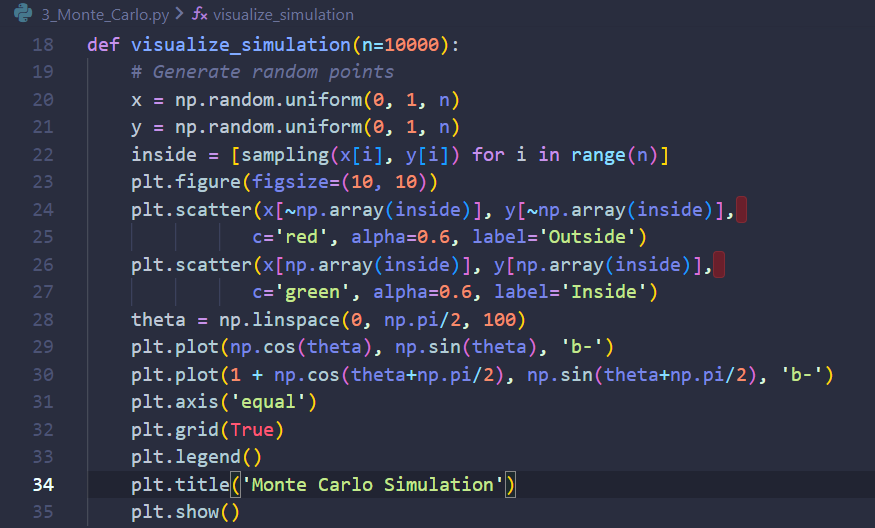 3_Monte_Carlo.py > visualize_simulation
18 def visualize_simulation(n=10000):
19     # Generate random points
20     x = np.random.uniform(0, 1, n)
21     y = np.random.uniform(0, 1, n)
22     inside = [sampling(x[i], y[i]) for i in range(n)]
23     plt.figure(figsize=(10, 10))
24     plt.scatter(x[~np.array(inside)], y[~np.array(inside)],
25                c='red', alpha=0.6, label='Outside')
26     plt.scatter(x[np.array(inside)], y[np.array(inside)],
27                c='green', alpha=0.6, label='Inside')
28     theta = np.linspace(0, np.pi/2, 100)
29     plt.plot(np.cos(theta), np.sin(theta), 'b-')
30     plt.plot(1 + np.cos(theta+np.pi/2), np.sin(theta+np.pi/2), 'b-')
31     plt.axis('equal')
32     plt.grid(True)
33     plt.legend()
34     plt.title('Monte Carlo Simulation')
35     plt.show()